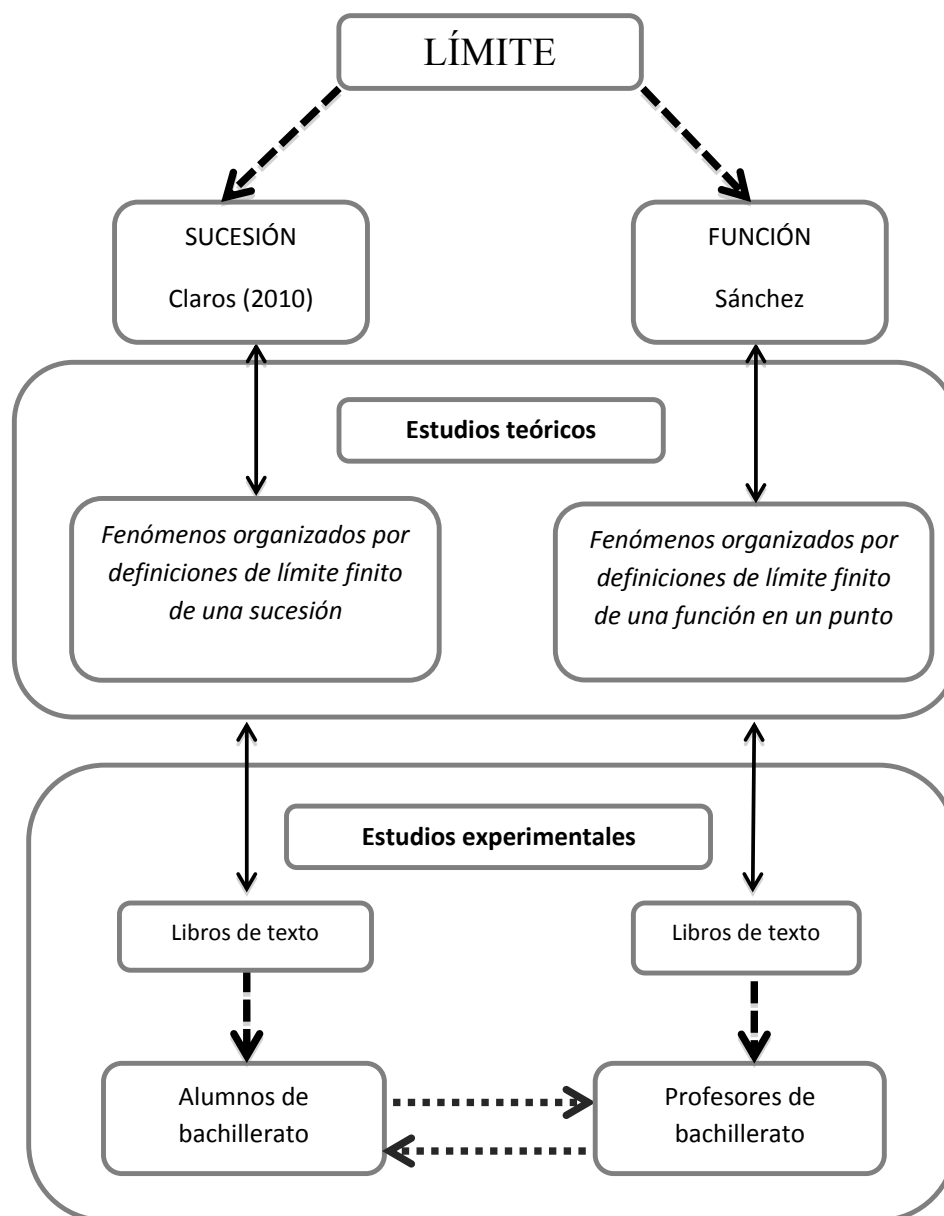 LÍMITE
SUCESIÓN
Claros (2010)
FUNCIÓN
Sánchez
Estudios teóricos
Fenómenos organizados por
definiciones de límite finito
de una sucesión
Fenómenos organizados por
definiciones de límite finito
de una función en un punto
Estudios experimentales
Libros de texto
Libros de texto
Alumnos de
bachillerato
Profesores de
bachillerato